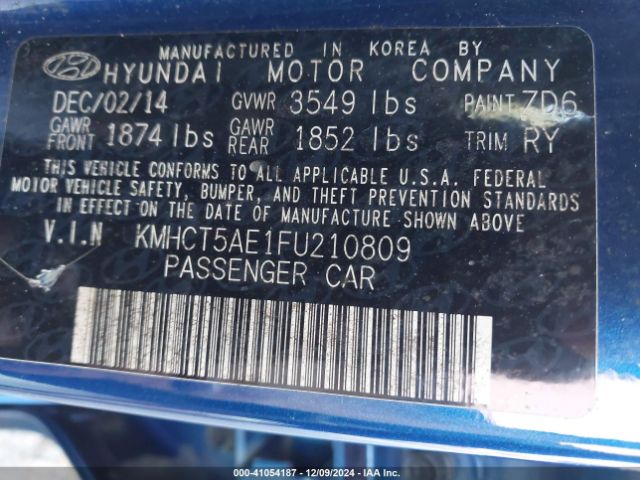 MANUFACTURED IN KOREA BY
HYUNDAI MOTOR COMPANY
DEC/02/14 GVWR 3549 lbs PAINT ZD6
GAWR FRONT 1874 lbs GAWR REAR 1852 lbs TRIM RY
THIS VEHICLE CONFORMS TO ALL APPLICABLE U.S.A. FEDERAL
MOTOR VEHICLE SAFETY, BUMPER, AND THEFT PREVENTION STANDARDS
IN EFFECT ON THE DATE OF MANUFACTURE SHOWN ABOVE
V.I.N KMHCT5AE1FU210809
PASSENGER CAR
000-41054187 - 12/09/2024 - IAA Inc.